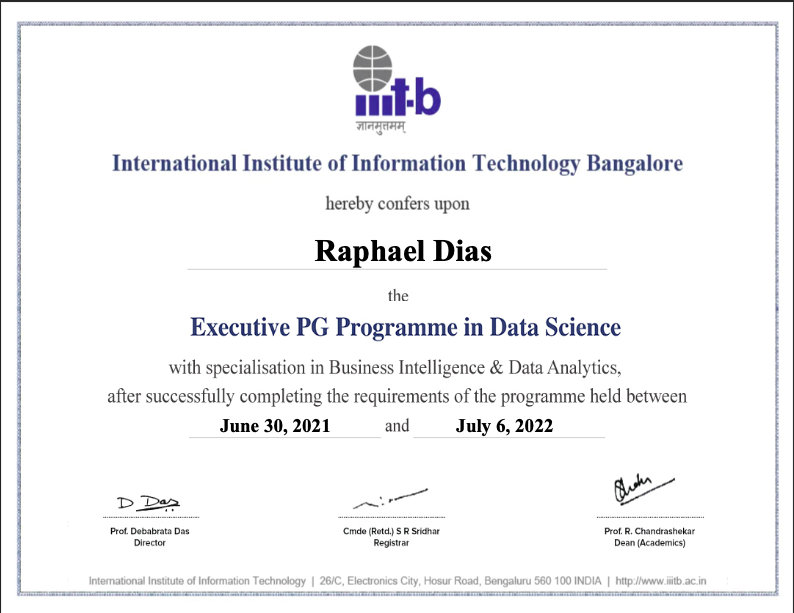 iiit-b
ज्ञानमुत्तमम्
International Institute of Information Technology Bangalore
hereby confers upon
Raphael Dias
the
Executive PG Programme in Data Science
with specialisation in Business Intelligence & Data Analytics,
after successfully completing the requirements of the programme held between
June 30, 2021 and July 6, 2022
D Das
Prof. Debabrata Das Cmde (Retd.) S R Sridhar Prof. R. Chandrashekar
Director Registrar Dean (Academics)
International Institute of Information Technology | 26/C, Electronics City, Hosur Road, Bengaluru 560 100 INDIA | http://www.iiitb.ac.in